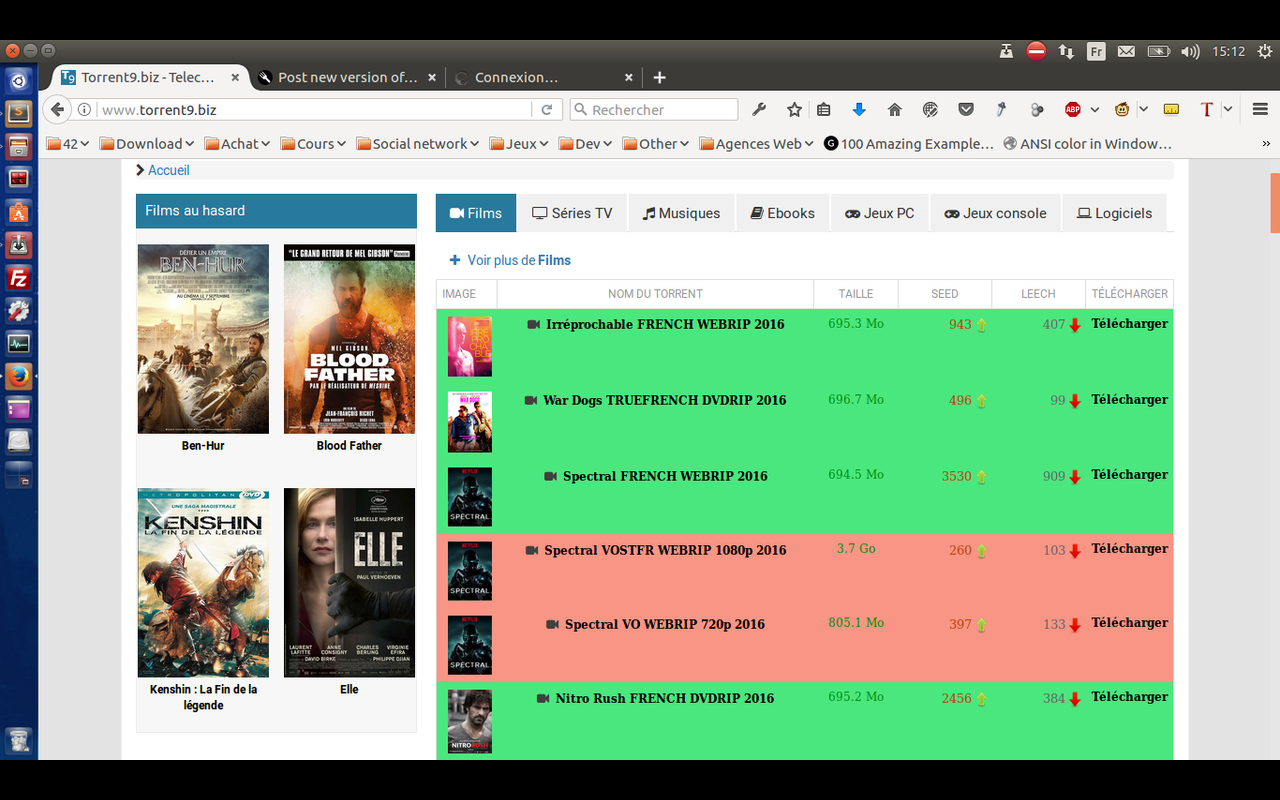 Fr
15:12
Torrent9.biz - Telec...
Post new version of...
Connexion...
www.torrent9.biz
Rechercher
ABP
T
42
Download
Achat
Cours
Social network
Jeux
Dev
Other
Agences Web
G 100 Amazing Example...
ANSI color in Window...
»
Accueil
Films au hasard
Films
Séries TV
Musiques
Ebooks
Jeux PC
Jeux console
Logiciels
+ Voir plus de Films
IMAGE NOM DU TORRENT TAILLE SEED LEECH TÉLÉCHARGER
Irréprochable FRENCH WEBRIP 2016 695.3 Mo 943 407 Télécharger
War Dogs TRUEFRENCH DVDRIP 2016 696.7 Mo 496 99 Télécharger
Spectral FRENCH WEBRIP 2016 694.5 Mo 3530 909 Télécharger
Spectral VOSTFR WEBRIP 1080p 2016 3.7 Go 260 103 Télécharger
Spectral VO WEBRIP 720p 2016 805.1 Mo 397 133 Télécharger
Nitro Rush FRENCH DVDRIP 2016 695.2 Mo 2456 384 Télécharger
DÉFIER UN EMPIRE
BEN-HUR
AU CINÉMA LE 7 SEPTEMBRE
Ben-Hur
"LE GRAND RETOUR DE MEL GIBSON"
MEL GIBSON
BLOOD
FATHER
PAR LE RÉALISATEUR DE MESRINE
JEAN-FRANÇOIS RICHET
Blood Father
METROPOLITAN DVD
UNE SAGA MAGISTRALE
KENSHIN
LA FIN DE LA LÉGENDE
Kenshin : La Fin de la
légende
ISABELLE HUPPERT
ELLE
UN FILM DE
PAUL VERHOEVEN
LAURENT
LAFITTE
ANNE
CONSIGNY
CHARLES
BERLING
VIRGINIE
EFIRA
DAVID BIRKE
PHILIPPE DJIAN
Elle
NETFLIX
SPECTRAL
NETFLIX
SPECTRAL
NETFLIX
SPECTRAL
NITRO RUSH